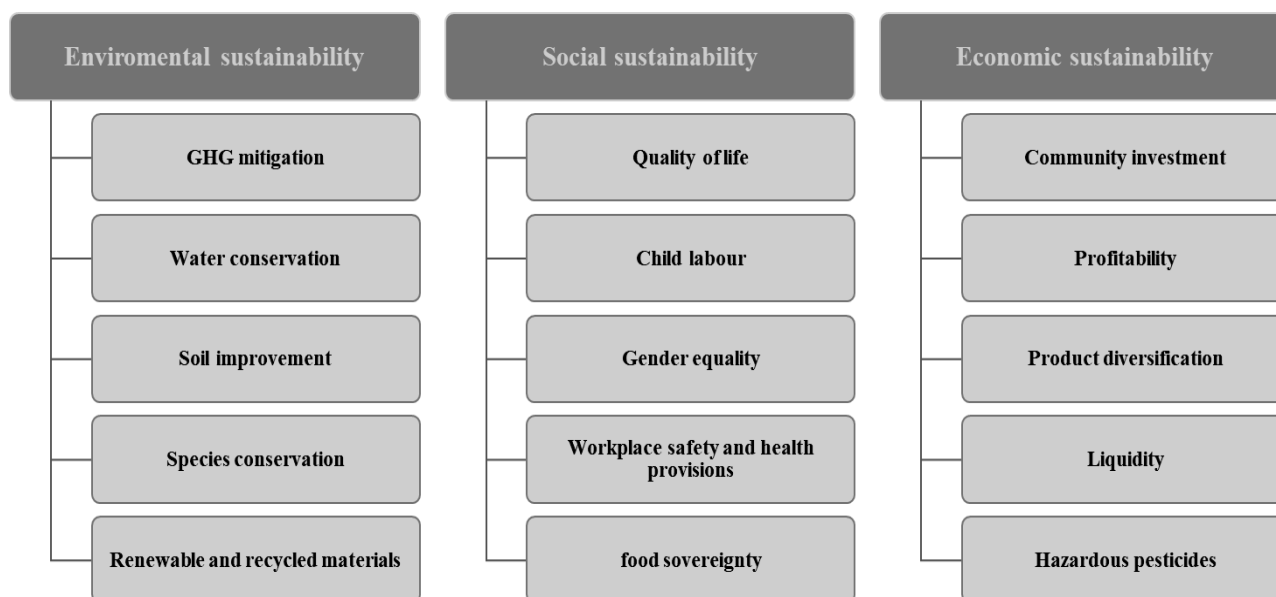 Enviromental sustainability
GHG mitigation
Water conservation
Soil improvement
Species conservation
Renewable and recycled materials
Social sustainability
Quality of life
Child labour
Gender equality
Workplace safety and health
provisions
food sovereignty
Economic sustainability
Community investment
Profitability
Product diversification
Liquidity
Hazardous pesticides